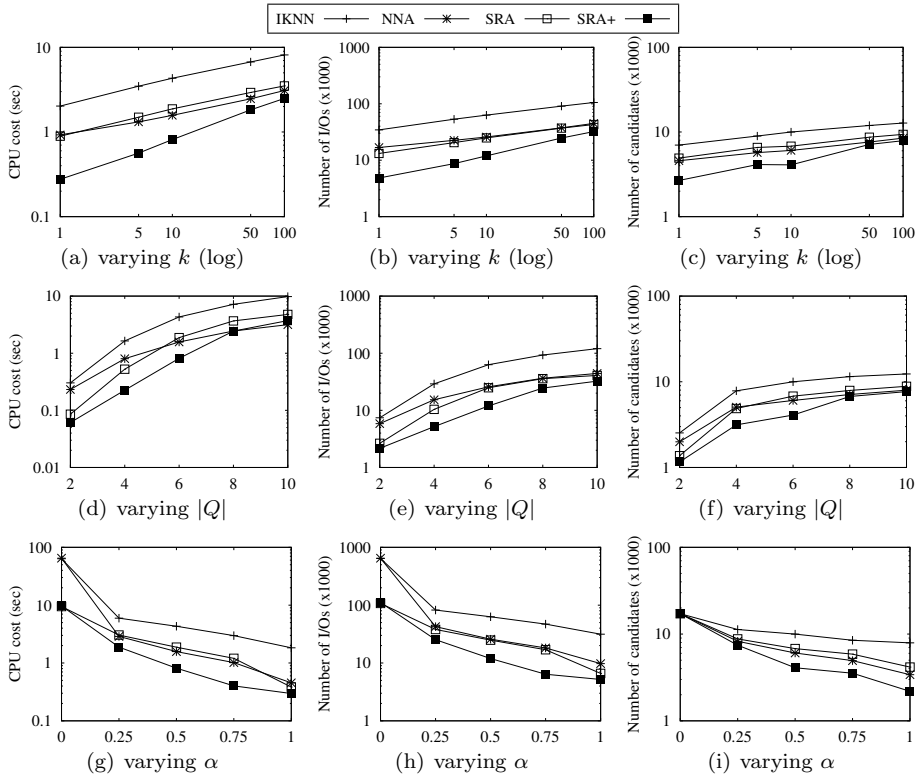 IKNN NNA SRA SRA+
10
1
0.1
CPU cost (sec)
1 5 10 50 100
(a) varying k (log)
1000
100
10
1
Number of I/Os (x1000)
1 5 10 50 100
(b) varying k (log)
100
10
1
Number of candidates (x1000)
1 5 10 50 100
(c) varying k (log)
10
1
0.1
0.01
CPU cost (sec)
2 4 6 8 10
(d) varying |Q|
1000
100
10
1
Number of I/Os (x1000)
2 4 6 8 10
(e) varying |Q|
100
10
1
Number of candidates (x1000)
2 4 6 8 10
(f) varying |Q|
100
10
1
0.1
CPU cost (sec)
0 0.25 0.5 0.75 1
(g) varying α
1000
100
10
1
Number of I/Os (x1000)
0 0.25 0.5 0.75 1
(h) varying α
100
10
1
Number of candidates (x1000)
0 0.25 0.5 0.75 1
(i) varying α